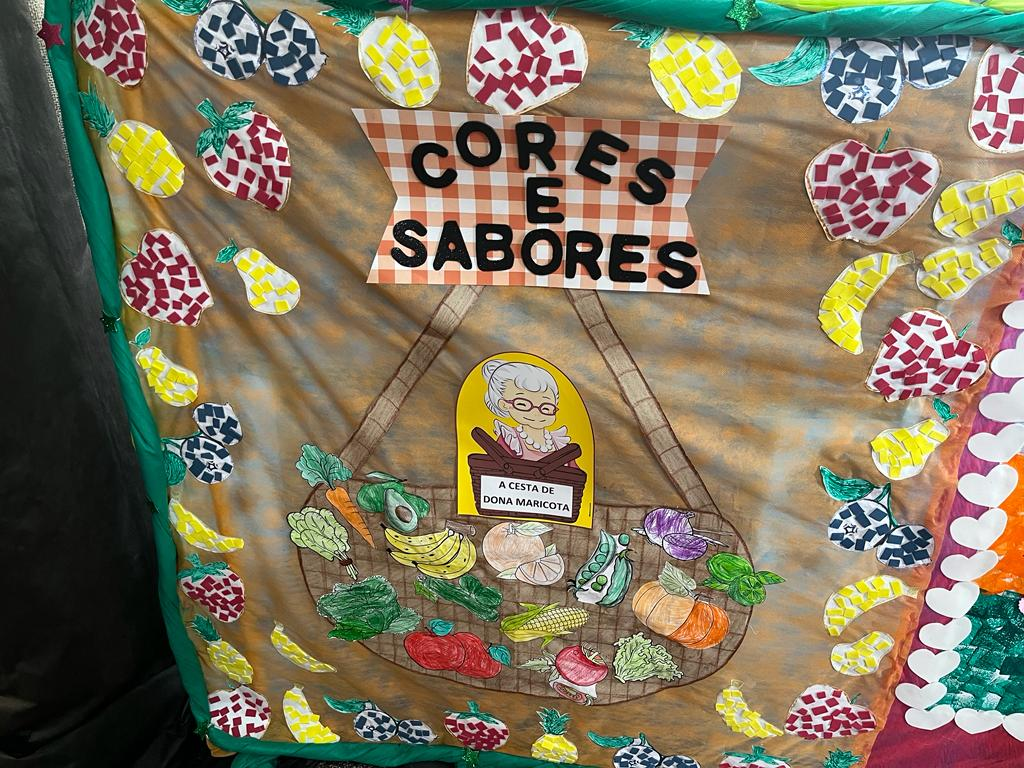 CORES
E
SABORES
A CESTA DE
DONA MARICOTA